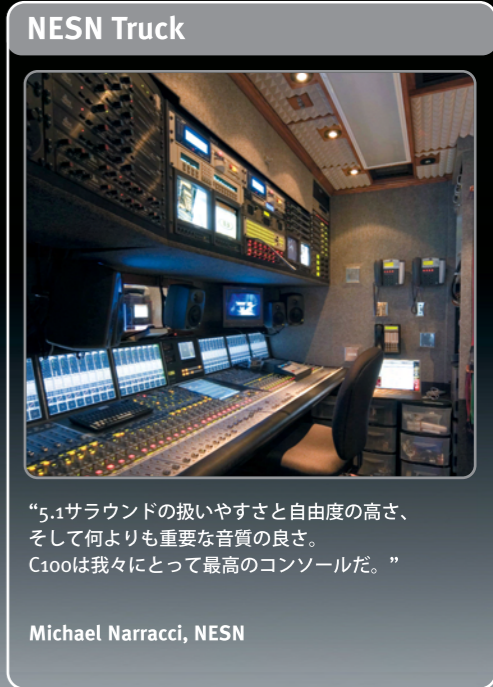 NESN Truck
“5.1サラウンドの扱いやすさと自由度の高さ、
そして何よりも重要な音質の良さ。
C100は我々にとって最高のコンソールだ。”
Michael Narracci, NESN